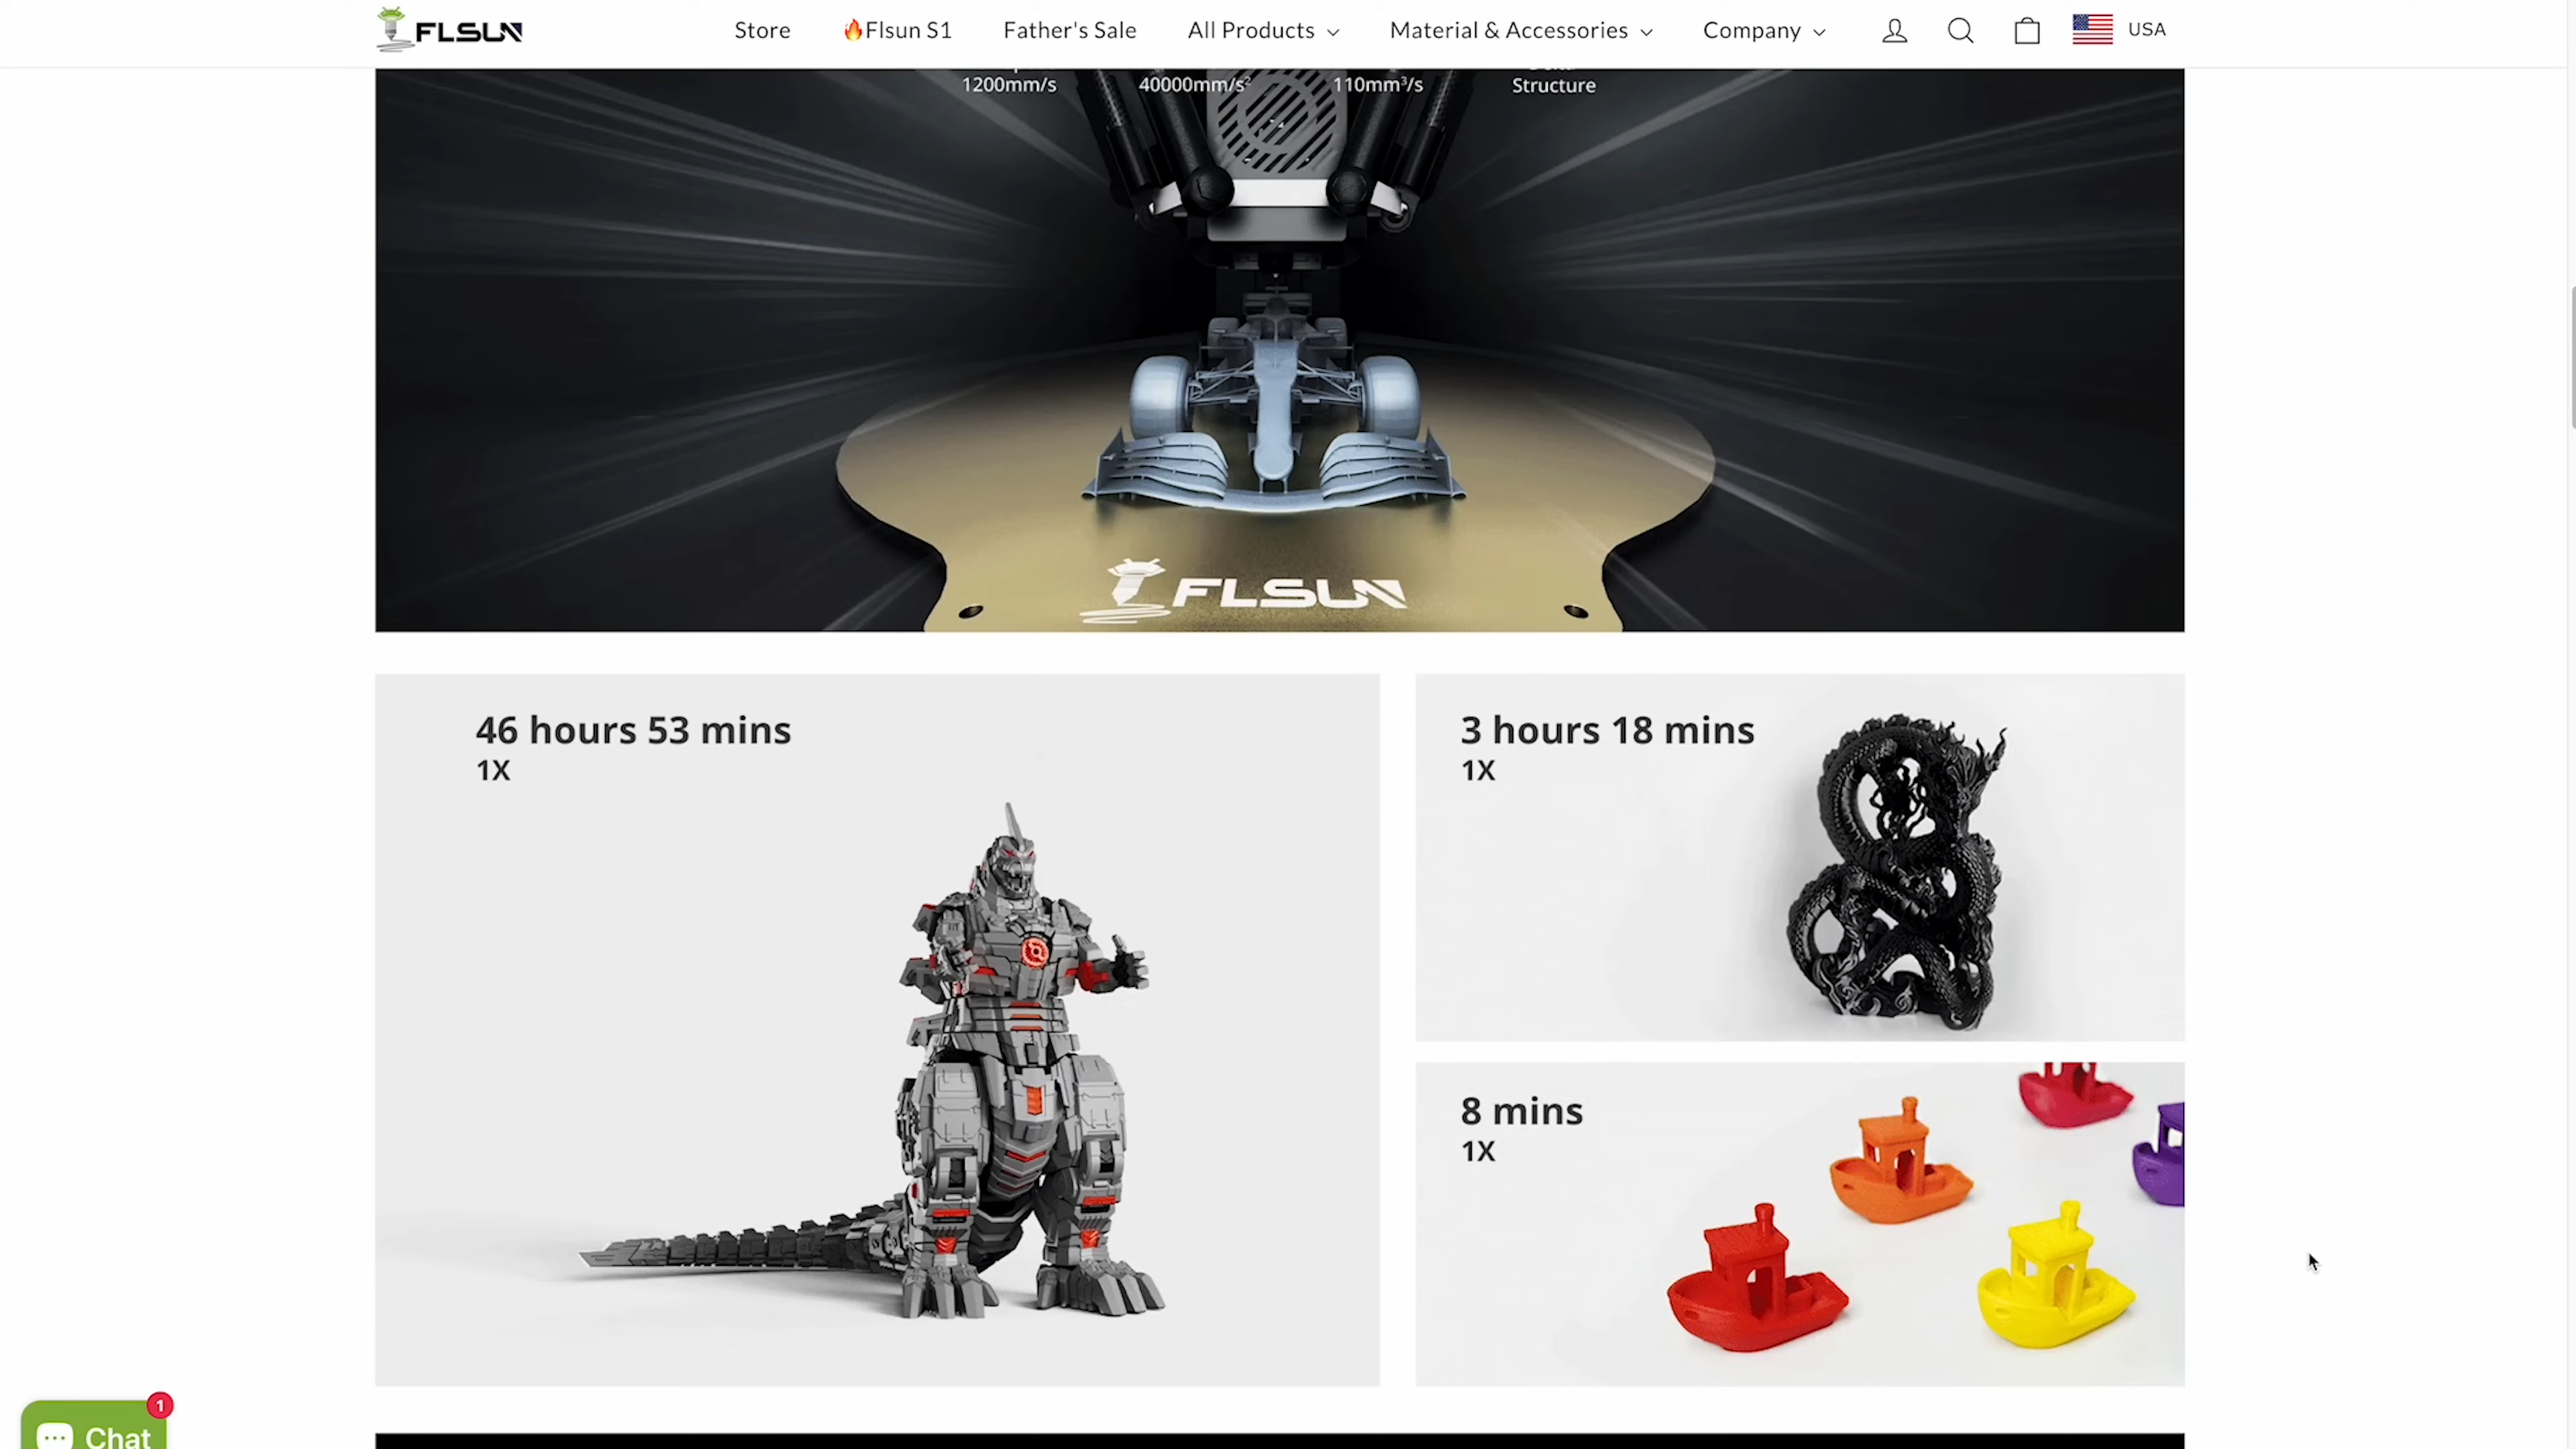 FLSUN
Store
Flsun S1
Father's Sale
All Products
Material & Accessories
Company
USA
1200mm/s
40000mm/s²
110mm³/s
Structure
FLSUN
46 hours 53 mins
1X
3 hours 18 mins
1X
8 mins
1X
1
Chat